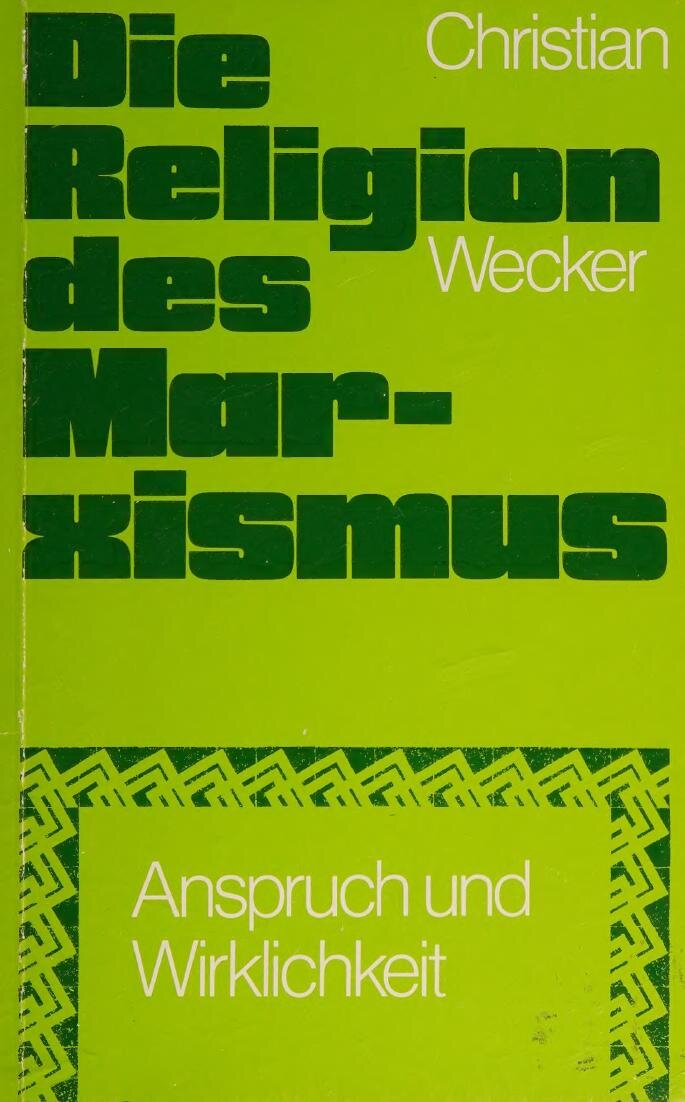 Christian
Wecker
Die
Religion
des
Mar-
xismus
Anspruch und
Wirklichkeit